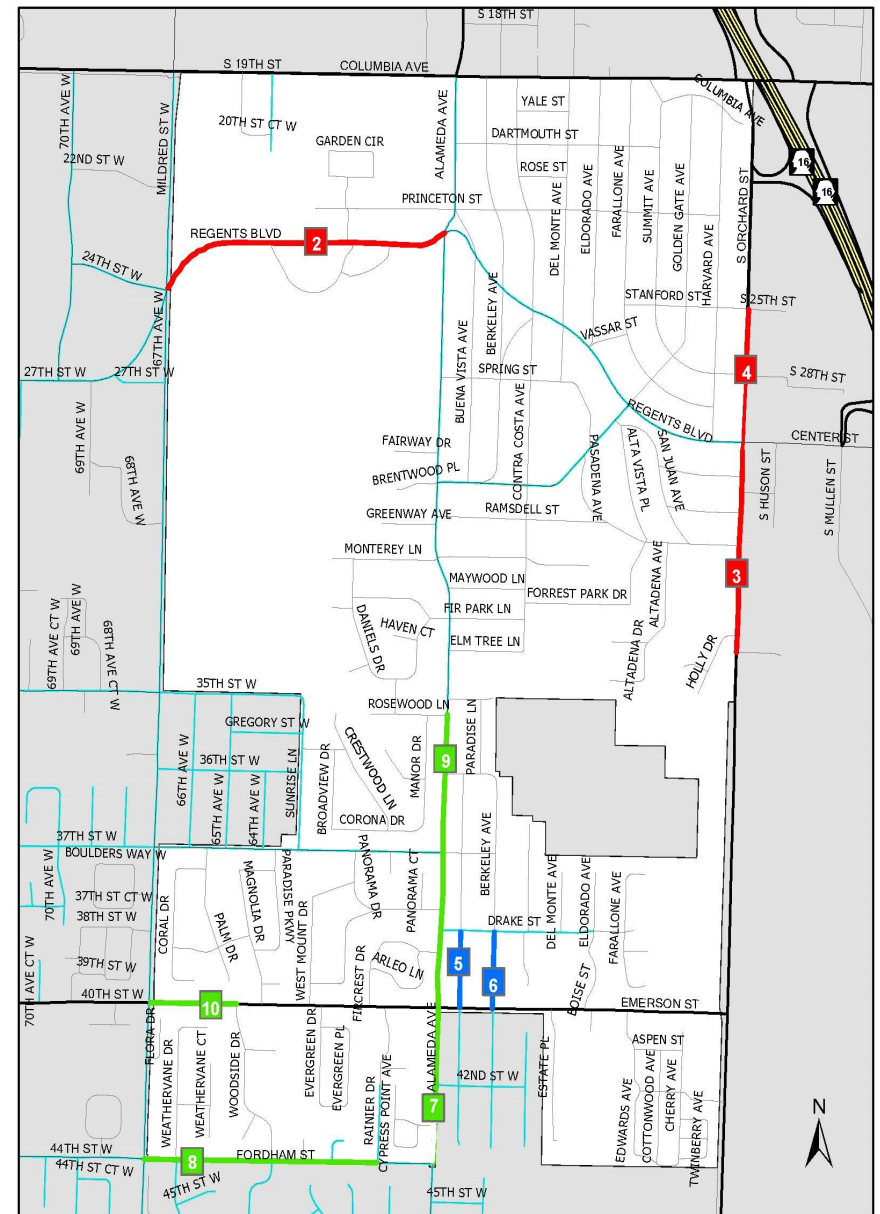 S 18TH ST
S 19TH ST
COLUMBIA AVE
70TH AVE W
MILDRED ST W
20TH ST CT W
ALAMEDA AVE
YALE ST
COLUMBIA AVE
DARTMOUTH ST
GARDEN CIR
22ND ST W
ROSE ST
16
16
PRINCETON ST
DEL MONTE AVE
ELDORADO AVE
FARALLONE AVE
SUMMIT AVE
GOLDEN GATE AVE
HARVARD AVE
S ORCHARD ST
REGENTS BLVD
2
24TH ST W
67TH AVE W
BERKELEY AVE
STANFORD ST
S 25TH ST
VASSAR ST
27TH ST W
27TH ST W
BUENA VISTA AVE
SPRING ST
4
S 28TH ST
69TH AVE W
68TH AVE W
CONTRA COSTA AVE
REGENTS BLVD
CENTER ST
FAIRWAY DR
PASADENA AVE
ALTA VISTA PL
SAN JUAN AVE
S HUSON ST
S MULLEN ST
BRENTWOOD PL
GREENWAY AVE
RAMSDELL ST
MONTEREY LN
MAYWOOD LN
3
FORREST PARK DR
ALTADENA AVE
69TH AVE CT W
69TH AVE W
68TH AVE CT W
DANIELS DR
HAVEN CT
FIR PARK LN
ELM TREE LN
ALTADENA DR
HOLLY DR
35TH ST W
ROSEWOOD LN
PARADISE LN
GREGORY ST W
36TH ST W
66TH AVE W
65TH AVE W
64TH AVE W
SUNRISE LN
BROADVIEW DR
CRESTWOOD LN
MANOR DR
9
CORONA DR
37TH ST W
BOULDERS WAY W
70TH AVE W
BERKELEY AVE
37TH ST CT W
38TH ST W
CORAL DR
PALM DR
MAGNOLIA DR
PARADISE PKWY
WEST MOUNT DR
PANORAMA DR
PANORAMA CT
DRAKE ST
DEL MONTE AVE
ELDORADO AVE
FARALLONE AVE
70TH AVE CT W
39TH ST W
FIRCREST DR
ARLEO LN
5
6
BOISE ST
40TH ST W
10
EMERSON ST
FLORA DR
WEATHERVANE DR
WEATHERVANE CT
WOODSIDE DR
EVERGREEN DR
EVERGREEN PL
RAINIER DR
CYPRESS POINT AVE
ALAMEDA AVE
7
42ND ST W
ESTATE PL
ASPEN ST
EDWARDS AVE
COTTONWOOD AVE
CHERRY AVE
TWINBERRY AVE
N
44TH ST W
44TH ST CT W
8
FORDHAM ST
45TH ST W
45TH ST W